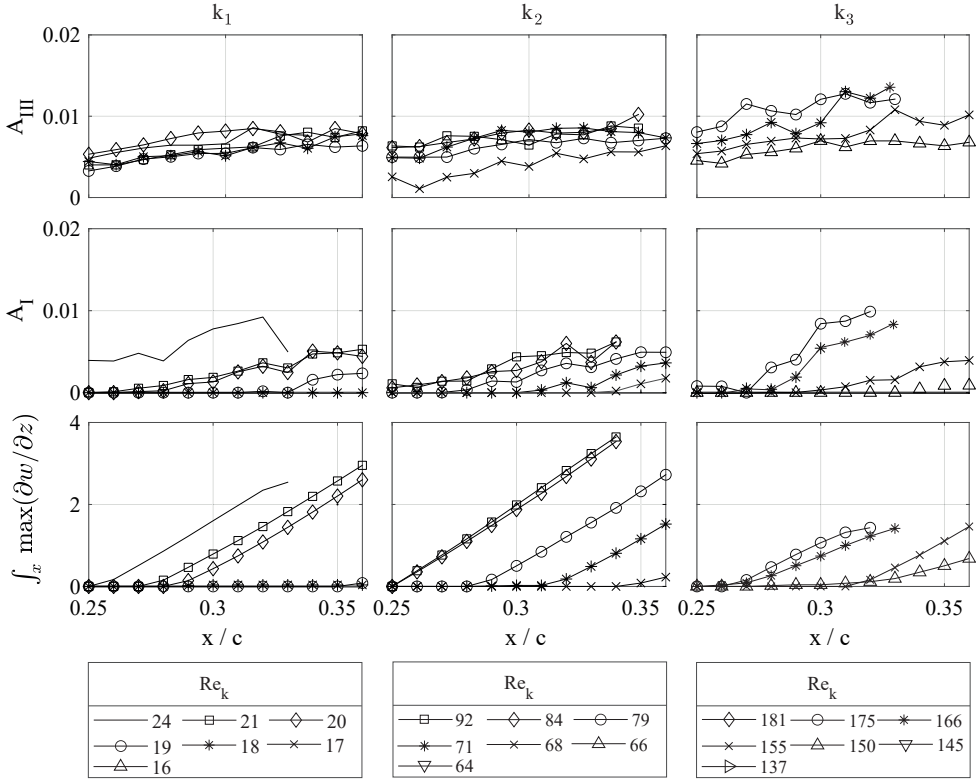 k1 k2 k3
0.02
0.01
0
A_III
0.02
0.01
0
A_I
4
2
0
∫_x max(∂w/∂z)
0.25 0.3 0.35 0.25 0.3 0.35 0.25 0.3 0.35
x / c x / c x / c
Re_k Re_k Re_k
24 21 20 92 84 79 181 175 166
19 18 17 71 68 66 155 150 145
16 64 137